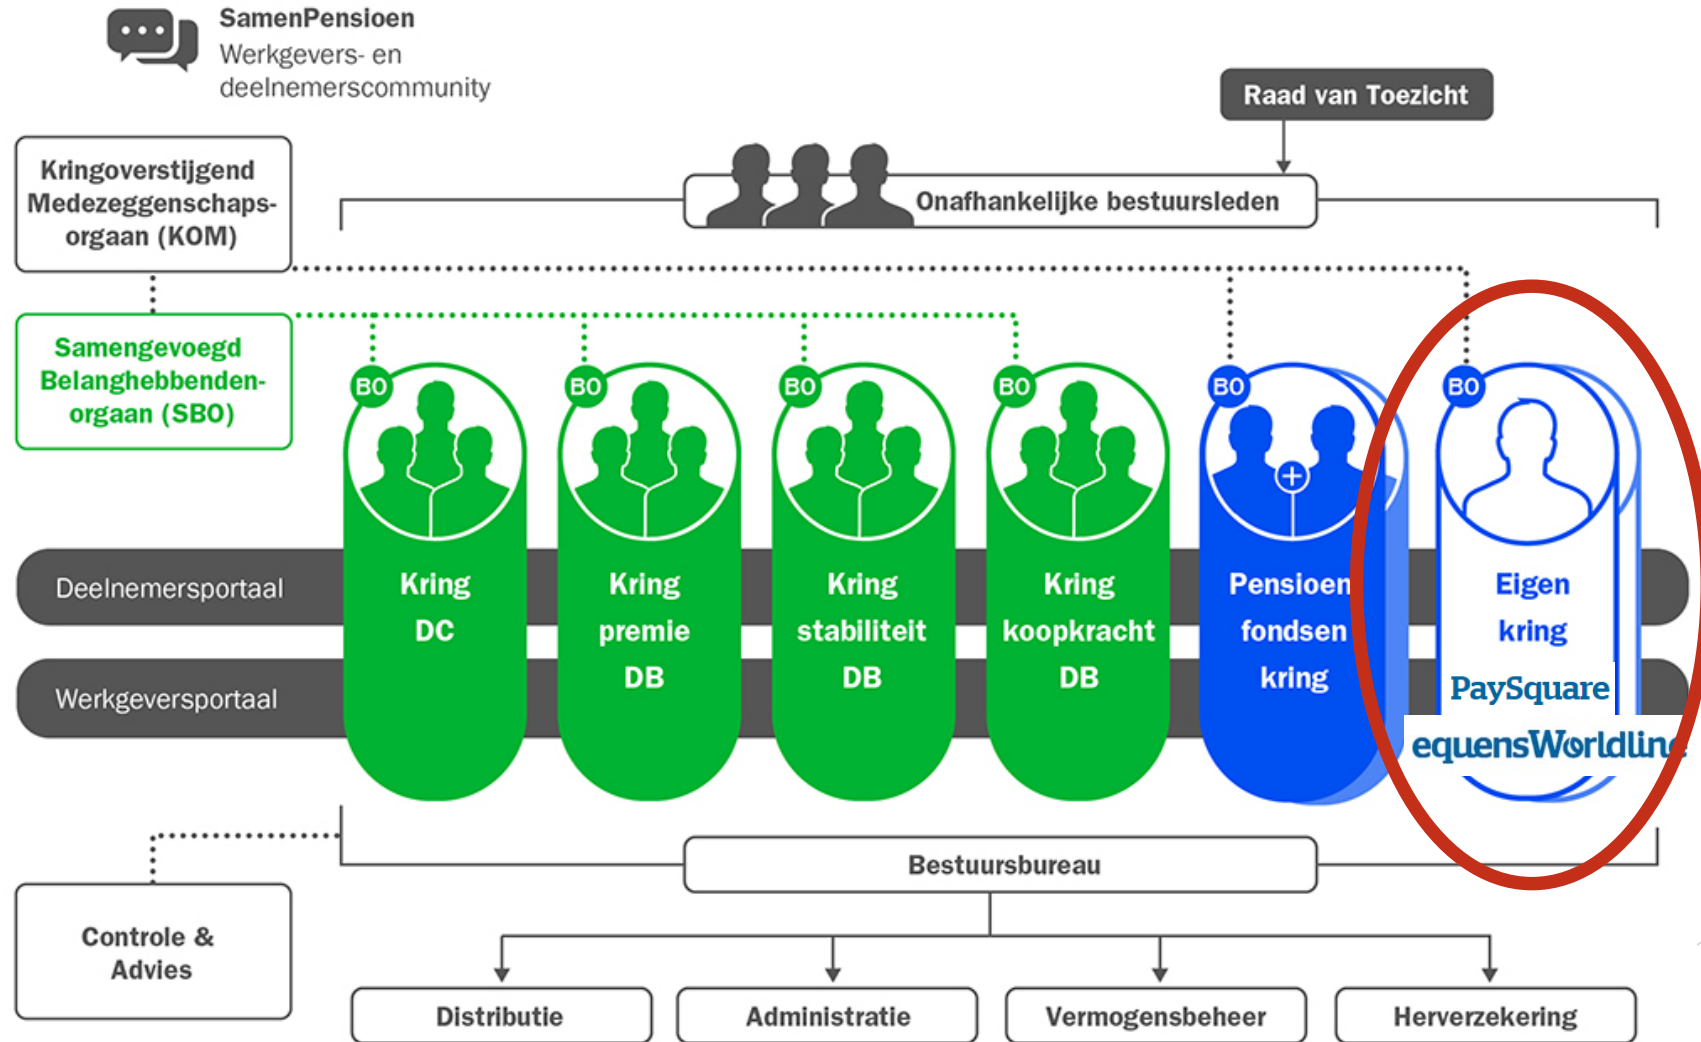 SamenPensioen
Werkgevers- en
deelnemerscommunity
Raad van Toezicht
Kringoverstijgend
Medezeggenschaps-
orgaan (KOM)
Onafhankelijke bestuursleden
Samengevoegd
Belanghebbenden-
orgaan (SBO)
BO
BO
BO
BO
BO
BO
Deelnemersportaal
Werkgeversportaal
Kring
DC
Kring
premie
DB
Kring
stabiliteit
DB
Kring
koopkracht
DB
Pensioen
fondsen
kring
Eigen
kring
PaySquare
equensWorldline
Bestuursbureau
Controle &
Advies
Distributie
Administratie
Vermogensbeheer
Herverzekering